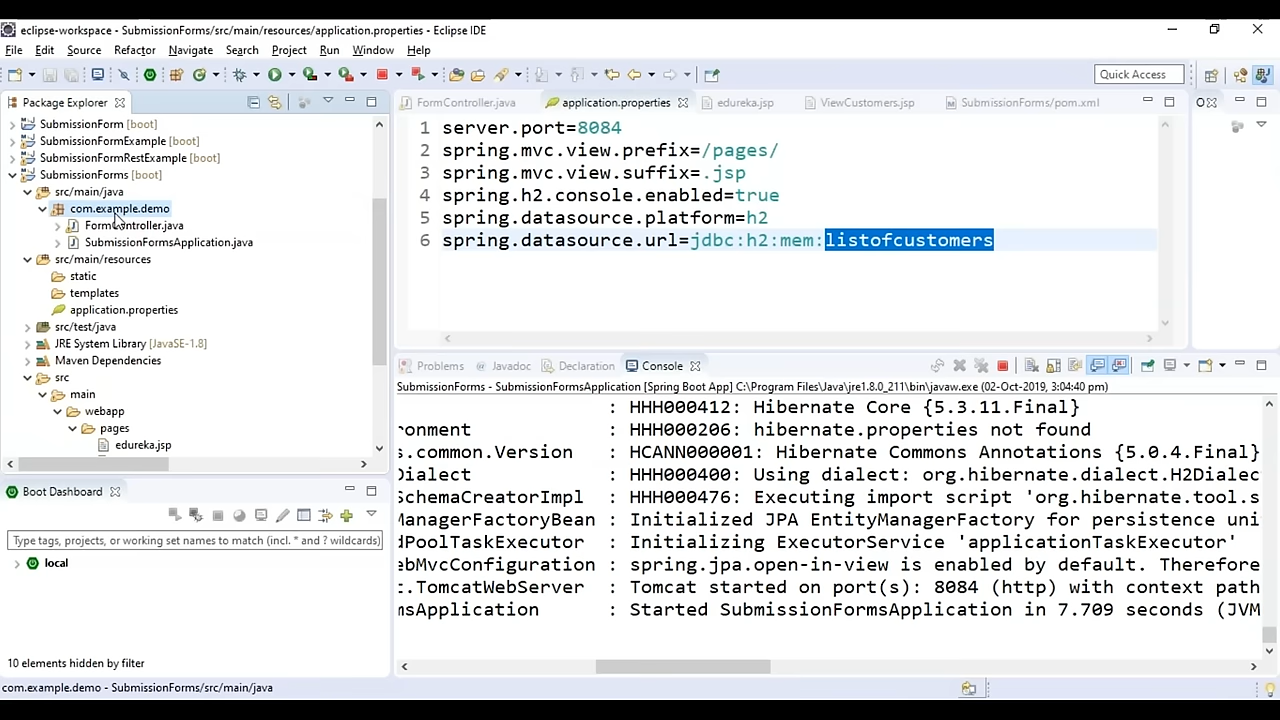 eclipse-workspace - SubmissionForms/src/main/resources/application.properties - Eclipse IDE
File Edit Source Refactor Navigate Search Project Run Window Help
Quick Access
Package Explorer
SubmissionForm [boot]
SubmissionFormExample [boot]
SubmissionFormRestExample [boot]
SubmissionForms [boot]
src/main/java
com.example.demo
FormController.java
SubmissionFormsApplication.java
src/main/resources
static
templates
application.properties
src/test/java
JRE System Library [JavaSE-1.8]
Maven Dependencies
src
main
webapp
pages
edureka.jsp
Boot Dashboard
Type tags, projects, or working set names to match (incl. * and ? wildcards)
local
10 elements hidden by filter
FormController.java application.properties edureka.jsp ViewCustomers.jsp SubmissionForms/pom.xml
1 server.port=8084
2 spring.mvc.view.prefix=/pages/
3 spring.mvc.view.suffix=.jsp
4 spring.h2.console.enabled=true
5 spring.datasource.platform=h2
6 spring.datasource.url=jdbc:h2:mem:listofcustomers
O
Problems Javadoc Declaration Console
SubmissionForms - SubmissionFormsApplication [Spring Boot App] C:\Program Files\Java\jre1.8.0_211\bin\javaw.exe (02-Oct-2019, 3:04:40 pm)
: HHH000412: Hibernate Core {5.3.11.Final}
ronment : HHH000206: hibernate.properties not found
s.common.Version : HCANN000001: Hibernate Commons Annotations {5.0.4.Final}
Dialect : HHH000400: Using dialect: org.hibernate.dialect.H2Dialec
SchemaCreatorImpl : HHH000476: Executing import script 'org.hibernate.tool.s
ManagerFactoryBean : Initialized JPA EntityManagerFactory for persistence uni
dPoolTaskExecutor : Initializing ExecutorService 'applicationTaskExecutor'
ebMvcConfiguration : spring.jpa.open-in-view is enabled by default. Therefore
t.TomcatWebServer : Tomcat started on port(s): 8084 (http) with context path
msApplication : Started SubmissionFormsApplication in 7.709 seconds (JVM
com.example.demo - SubmissionForms/src/main/java